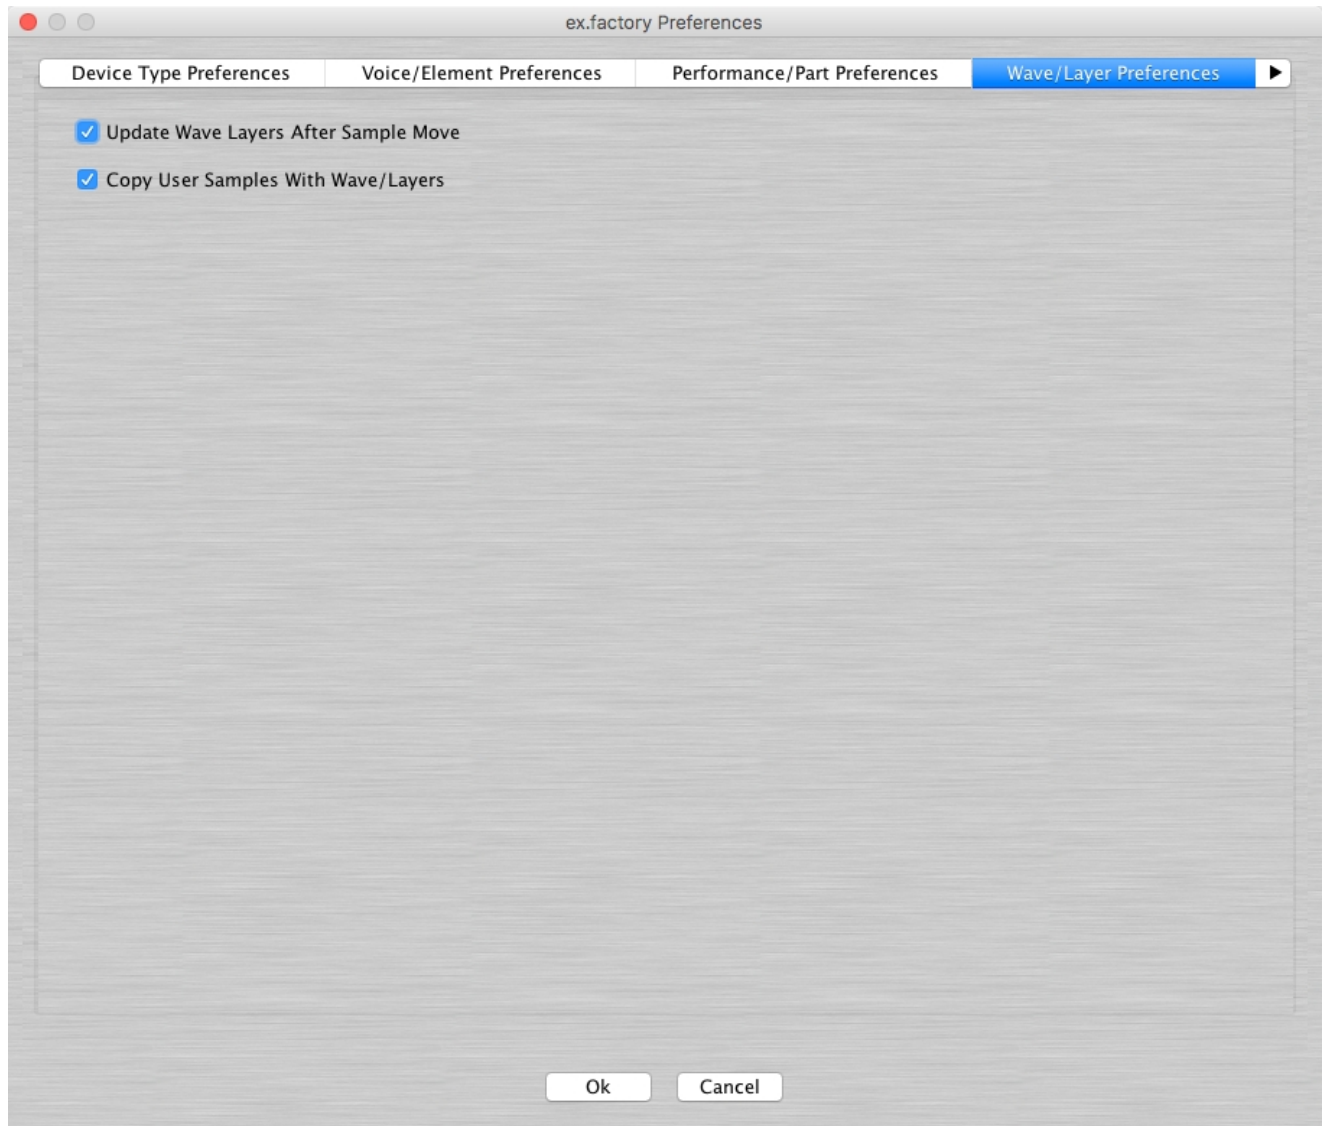 ex.factory Preferences
Device Type Preferences Voice/Element Preferences Performance/Part Preferences Wave/Layer Preferences
Update Wave Layers After Sample Move
Copy User Samples With Wave/Layers
Ok Cancel